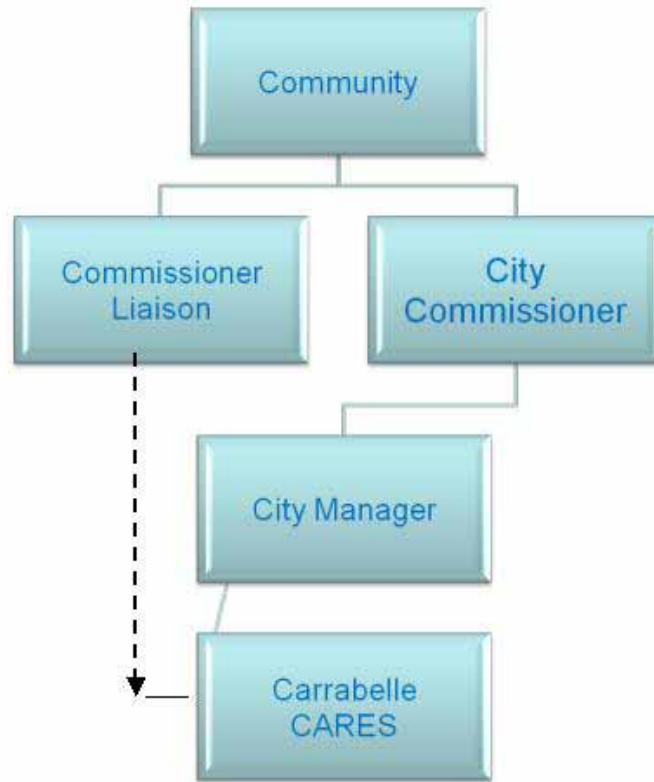 Community
Commissioner
Liaison
City
Commissioner
City Manager
Carrabelle
CARES